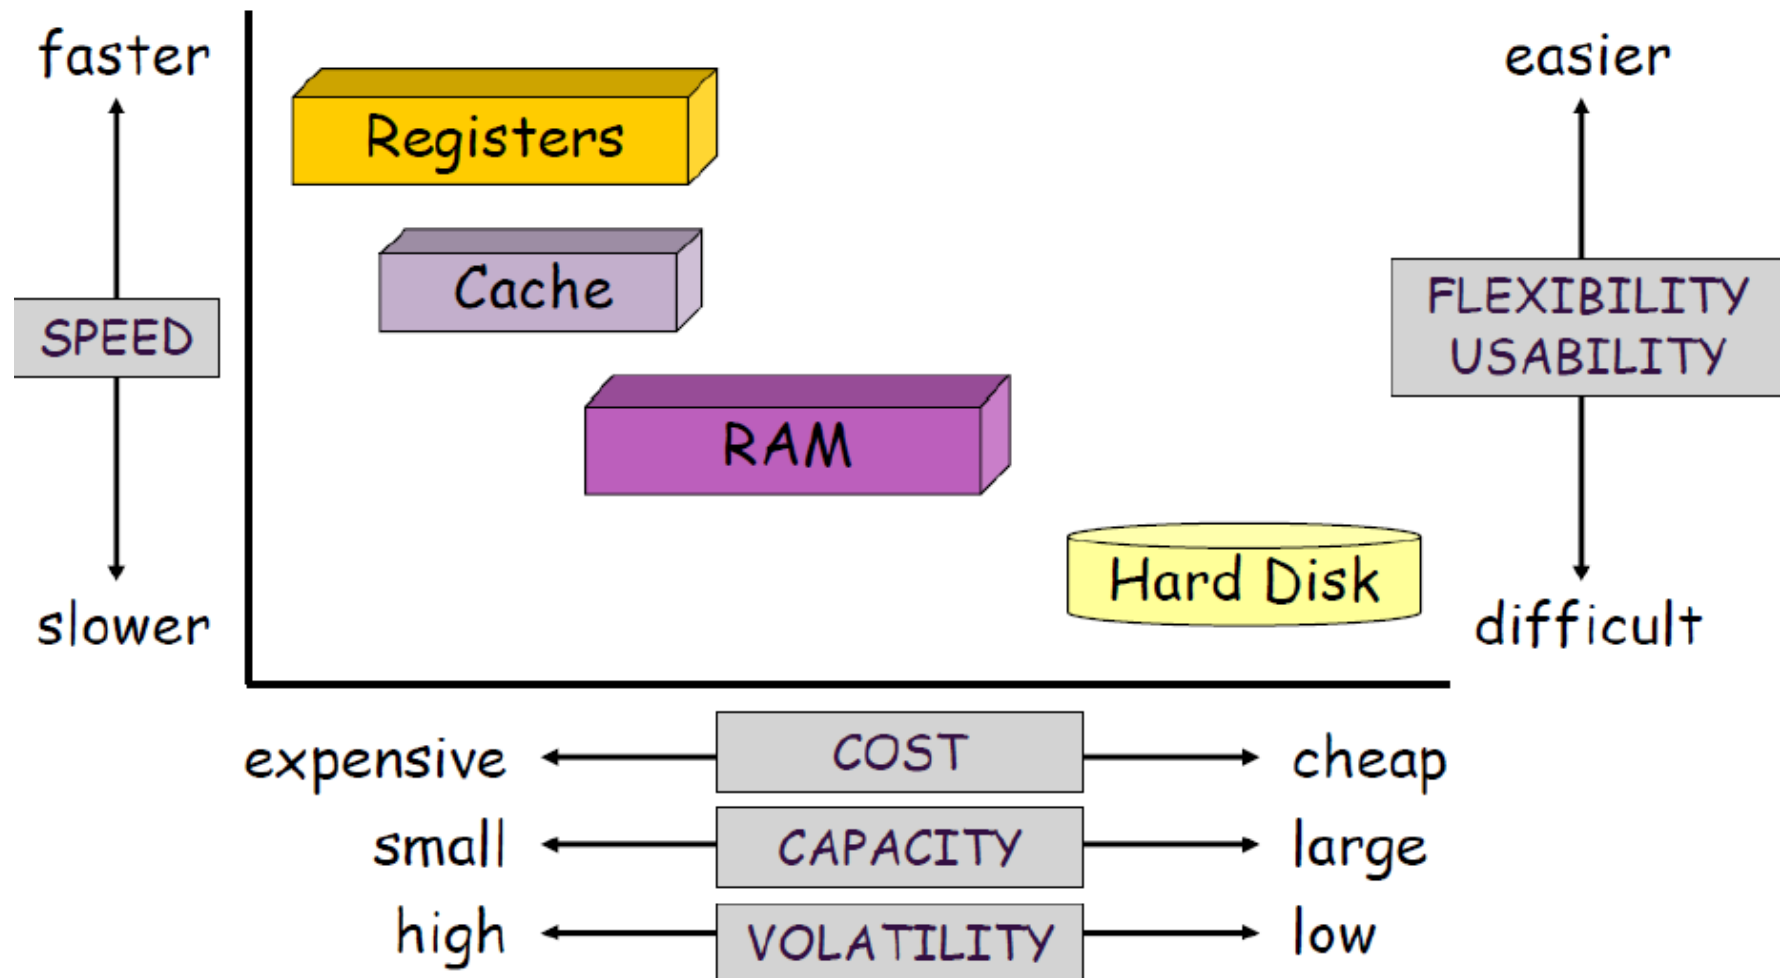 faster
easier
Registers
Cache
SPEED
FLEXIBILITY
USABILITY
RAM
Hard Disk
slower
difficult
expensive
COST
cheap
small
CAPACITY
large
high
VOLATILITY
low